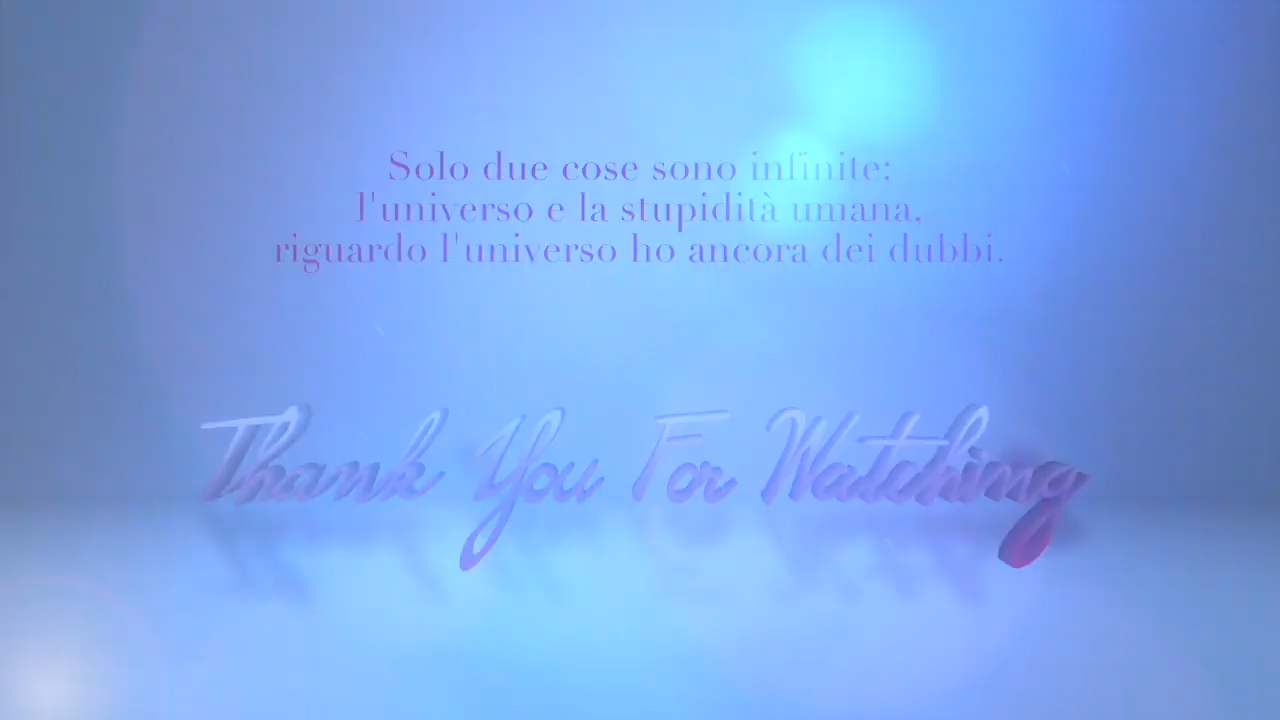 Solo due cose sono infinite:
l'universo e la stupidità umana,
riguardo l'universo ho ancora dei dubbi.
Thank You For Watching